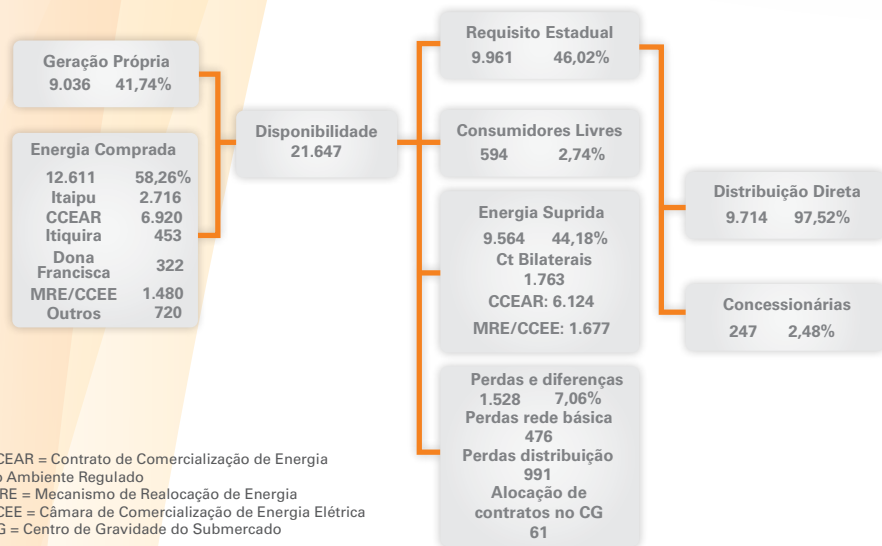 Geração Própria
9.036 41,74%
Energia Comprada
12.611 58,26%
Itaipu 2.716
CCEAR 6.920
Itiquira 453
Dona
Francisca 322
MRE/CCEE 1.480
Outros 720
Disponibilidade
21.647
Requisito Estadual
9.961 46,02%
Consumidores Livres
594 2,74%
Energia Suprida
9.564 44,18%
Ct Bilaterais
1.763
CCEAR: 6.124
MRE/CCEE: 1.677
Perdas e diferenças
1.528 7,06%
Perdas rede básica
476
Perdas distribuição
991
Alocação de
contratos no CG
61
Distribuição Direta
9.714 97,52%
Concessionárias
247 2,48%
CEAR = Contrato de Comercialização de Energia
o Ambiente Regulado
RE = Mecanismo de Realocação de Energia
CEE = Câmara de Comercialização de Energia Elétrica
G = Centro de Gravidade do Submercado